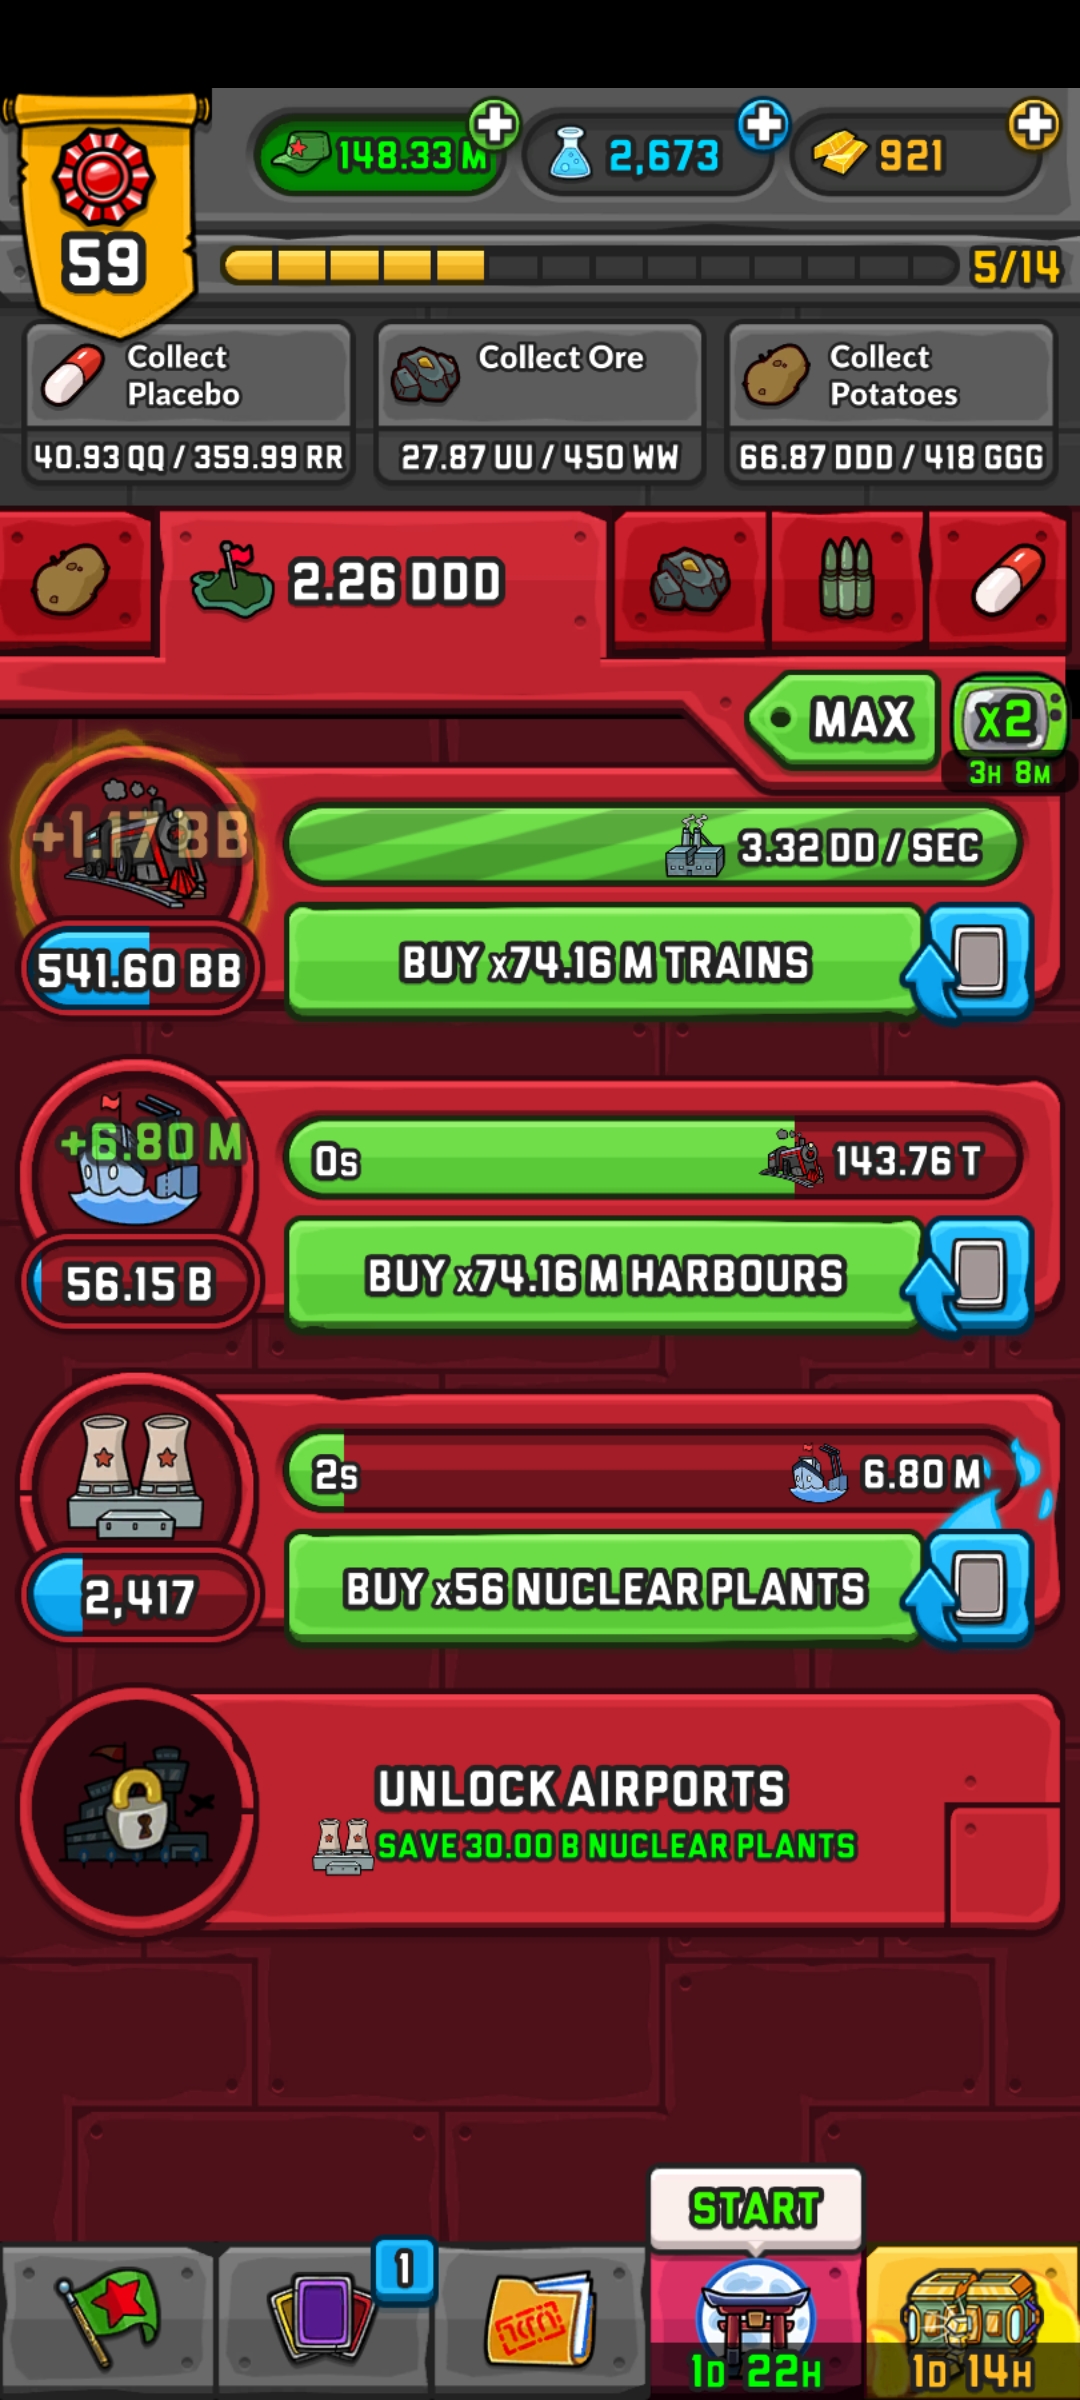 148.33 M
2,673
921
59
5/14
Collect
Placebo
40.93 QQ / 359.99 RR
Collect Ore
27.87 UU / 450 WW
Collect
Potatoes
66.87 DDD / 418 GGG
2.26 DDD
MAX
x2
3H 8M
+1.17 BB
3.32 DD / SEC
541.60 BB
BUY x74.16 M TRAINS
+6.80 M
0s
143.76 T
56.15 B
BUY x74.16 M HARBOURS
2s
6.80 M
2,417
BUY x56 NUCLEAR PLANTS
UNLOCK AIRPORTS
SAVE 30.00 B NUCLEAR PLANTS
START
1
1D 22H
1D 14H